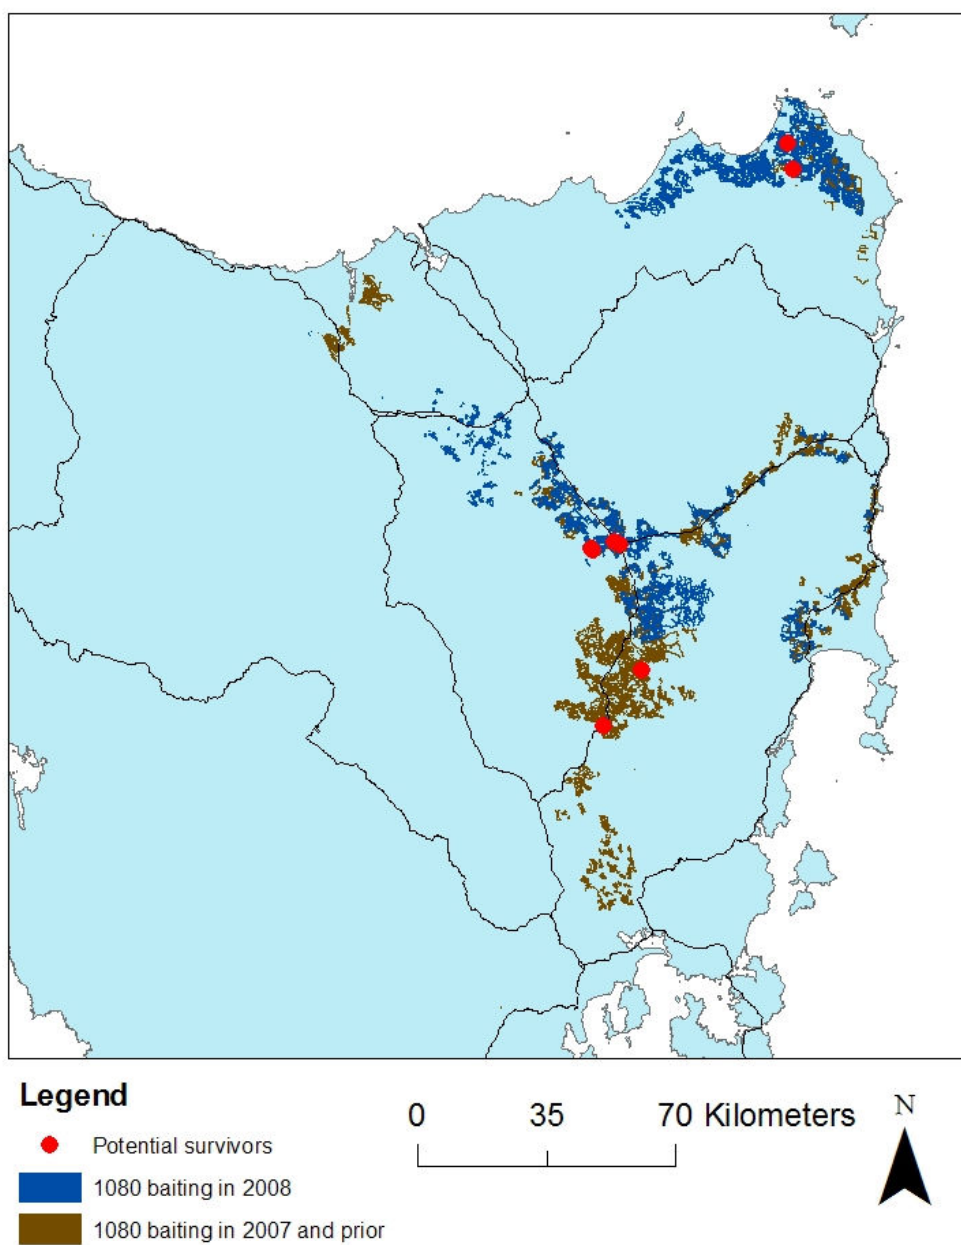 Legend
Potential survivors
1080 baiting in 2008
1080 baiting in 2007 and prior
0 35 70 Kilometers
N